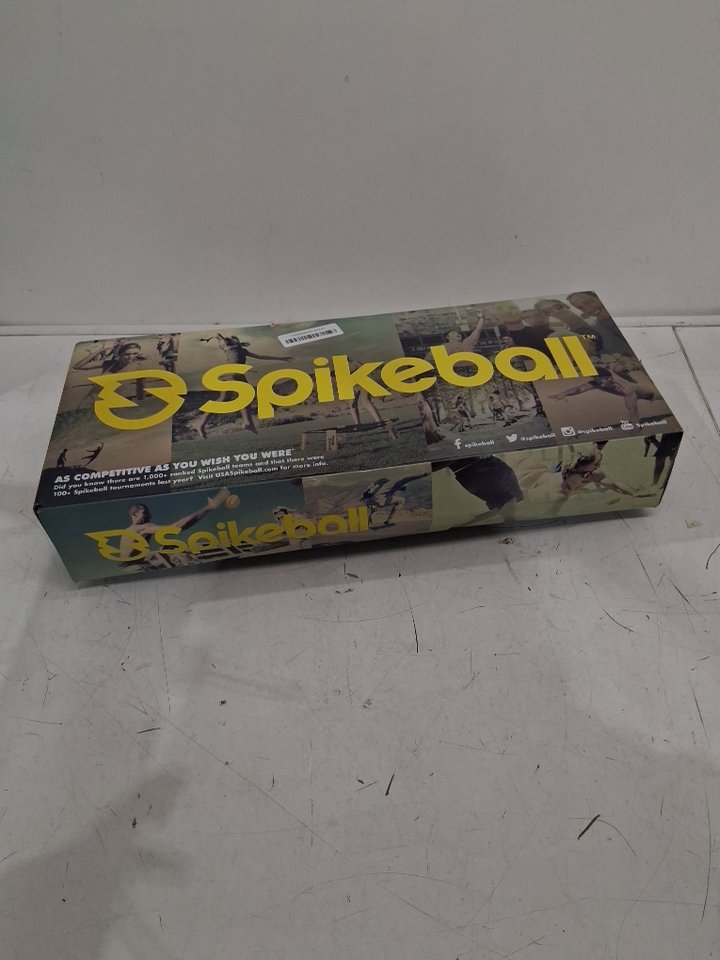 Spikeball™
AS COMPETITIVE AS YOU WISH YOU WERE
Did you know there are 1,000+ ranked Spikeball teams and that there were
100+ Spikeball tournaments last year? Visit USASpikeball.com for more info.
spikeball @spikeball @spikeball Spikeball
Spikeball